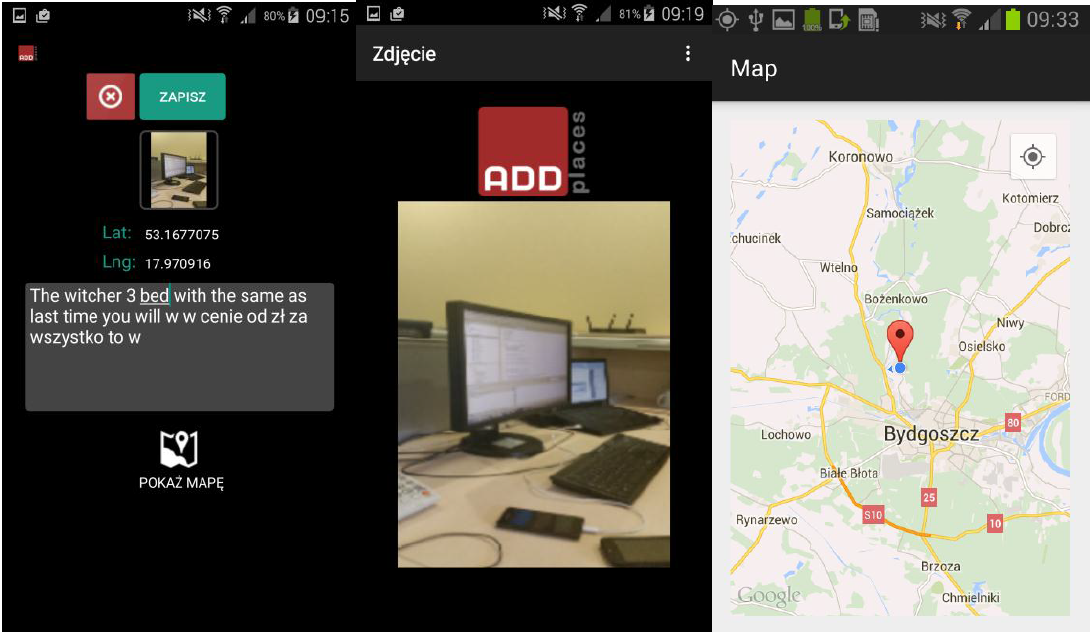 80% 09:15
ADD
ZAPISZ
Lat: 53.1677075
Lng: 17.970916
The witcher 3 bed with the same as
last time you will w w cenie od zł za
wszystko to w
POKAŻ MAPĘ
81% 09:19
Zdjęcie
ADD
places
100%
09:33
Map
Koronowo
Kotomierz
Samociążek
Dobrc
chucinek
Wtelno
Bożenkowo
Niwy
Osielsko
FORD
80
Bydgoszcz
Lochowo
Białe Błota
25
S10
10
Rynarzewo
Brzoza
Google
Chmielniki